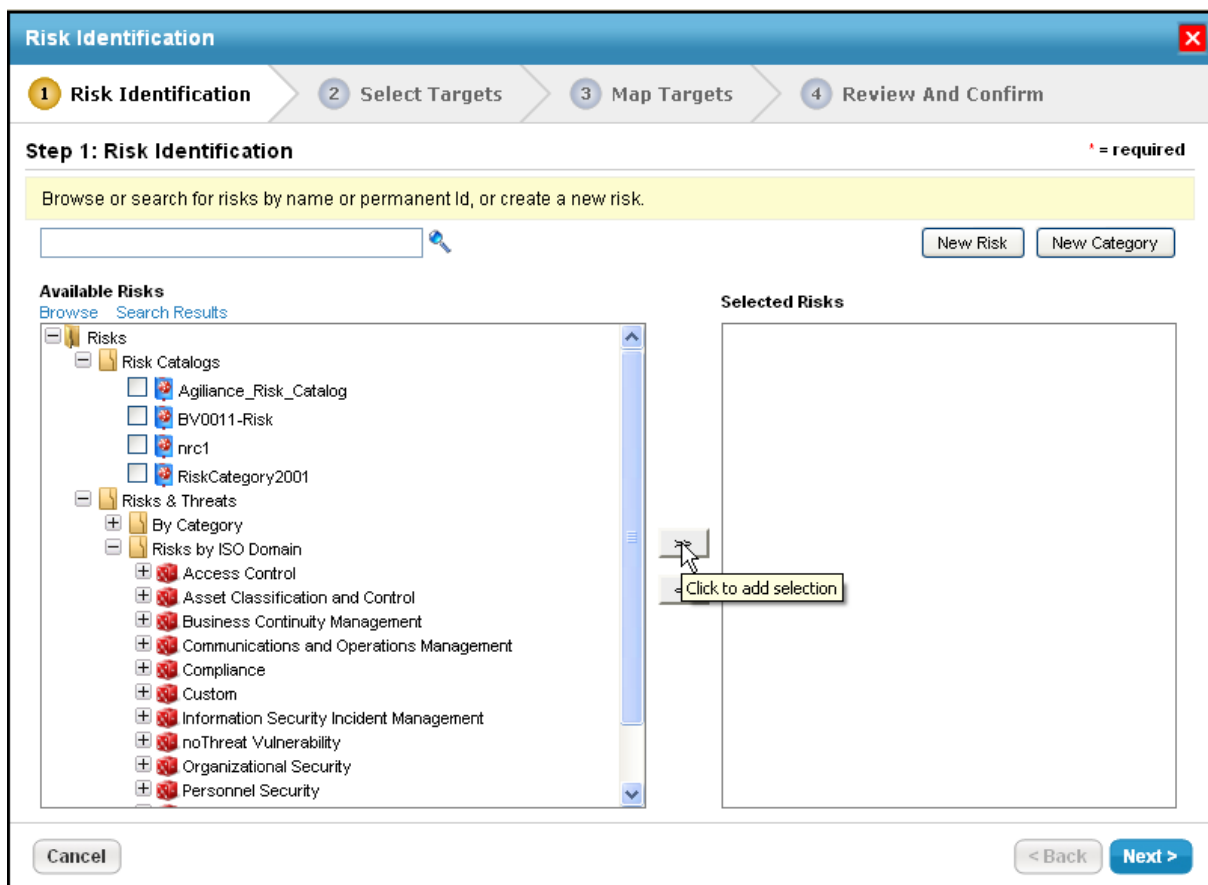 Risk Identification
1 Risk Identification 2 Select Targets 3 Map Targets 4 Review And Confirm
Step 1: Risk Identification * = required
Browse or search for risks by name or permanent Id, or create a new risk.
New Risk New Category
Available Risks
Browse Search Results
Selected Risks
Risks
Risk Catalogs
Agiliance_Risk_Catalog
BV0011-Risk
nrc1
RiskCategory2001
Risks & Threats
By Category
Risks by ISO Domain
Access Control
Asset Classification and Control
Business Continuity Management
Communications and Operations Management
Compliance
Custom
Information Security Incident Management
noThreat Vulnerability
Organizational Security
Personnel Security
>>
Click to add selection
Cancel < Back Next >